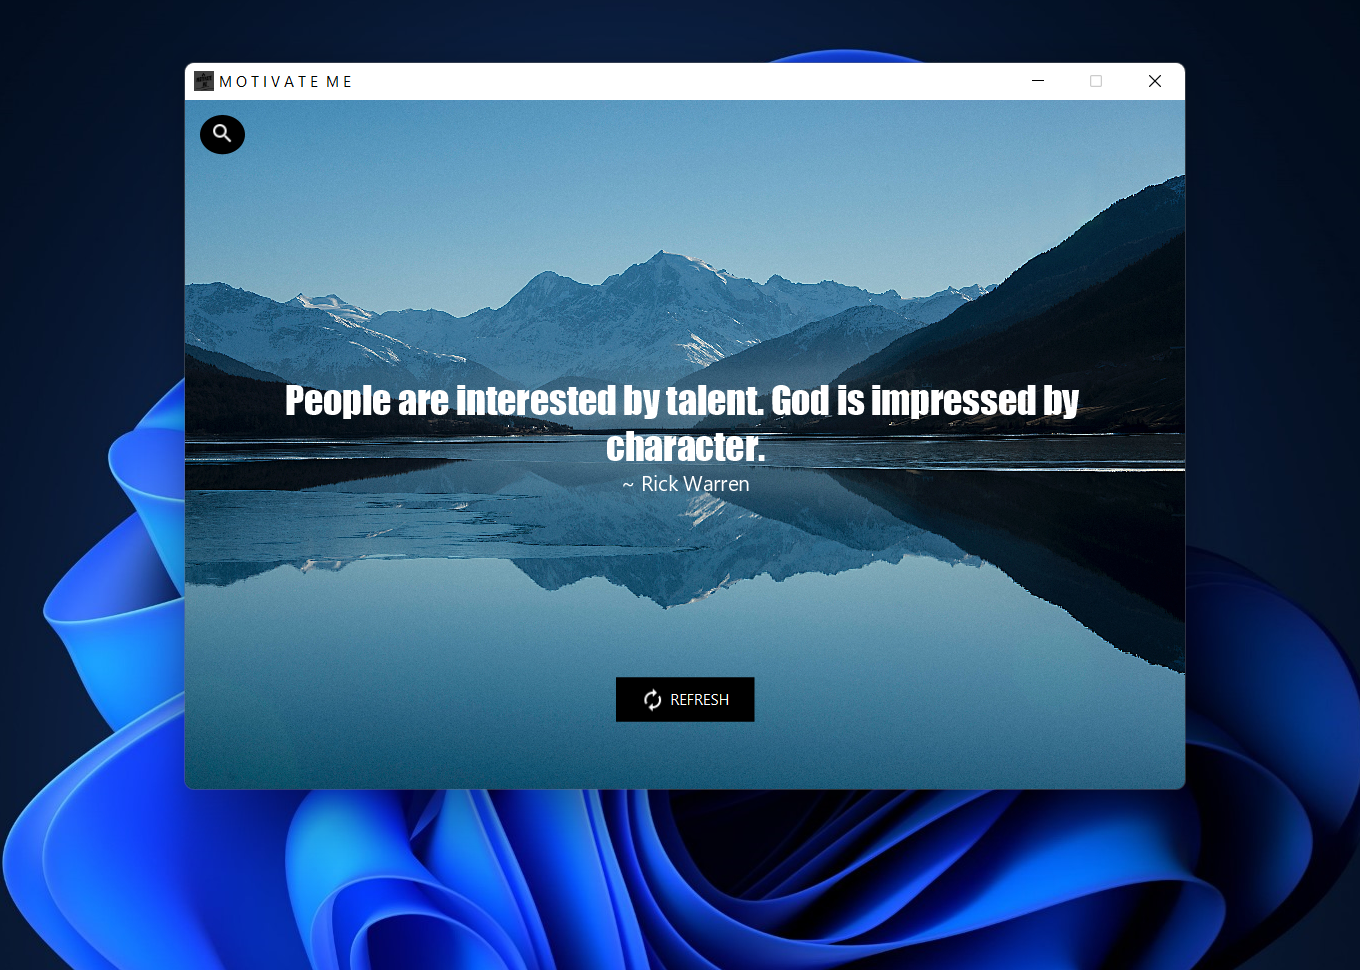 MOTIVATE ME
People are interested by talent. God is impressed by
character.
~ Rick Warren
REFRESH